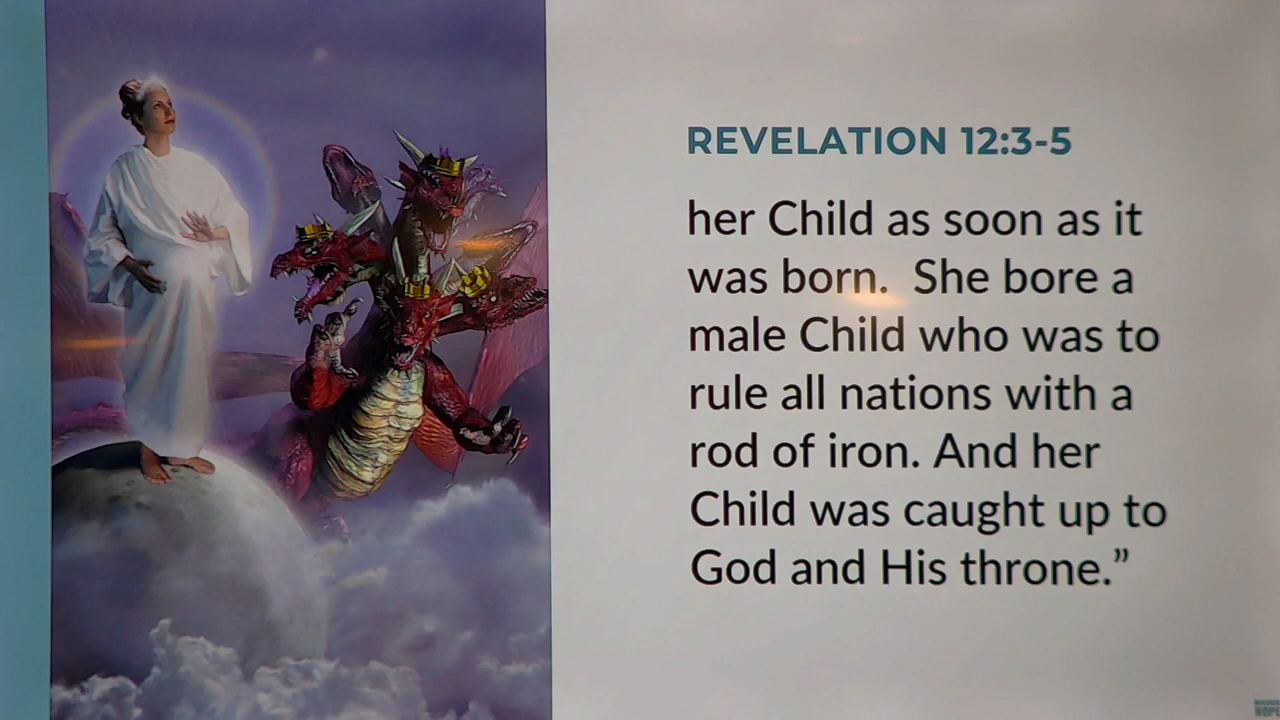 REVELATION 12:3-5
her Child as soon as it
was born.  She bore a
male Child who was to
rule all nations with a
rod of iron. And her
Child was caught up to
God and His throne.”
HOPE